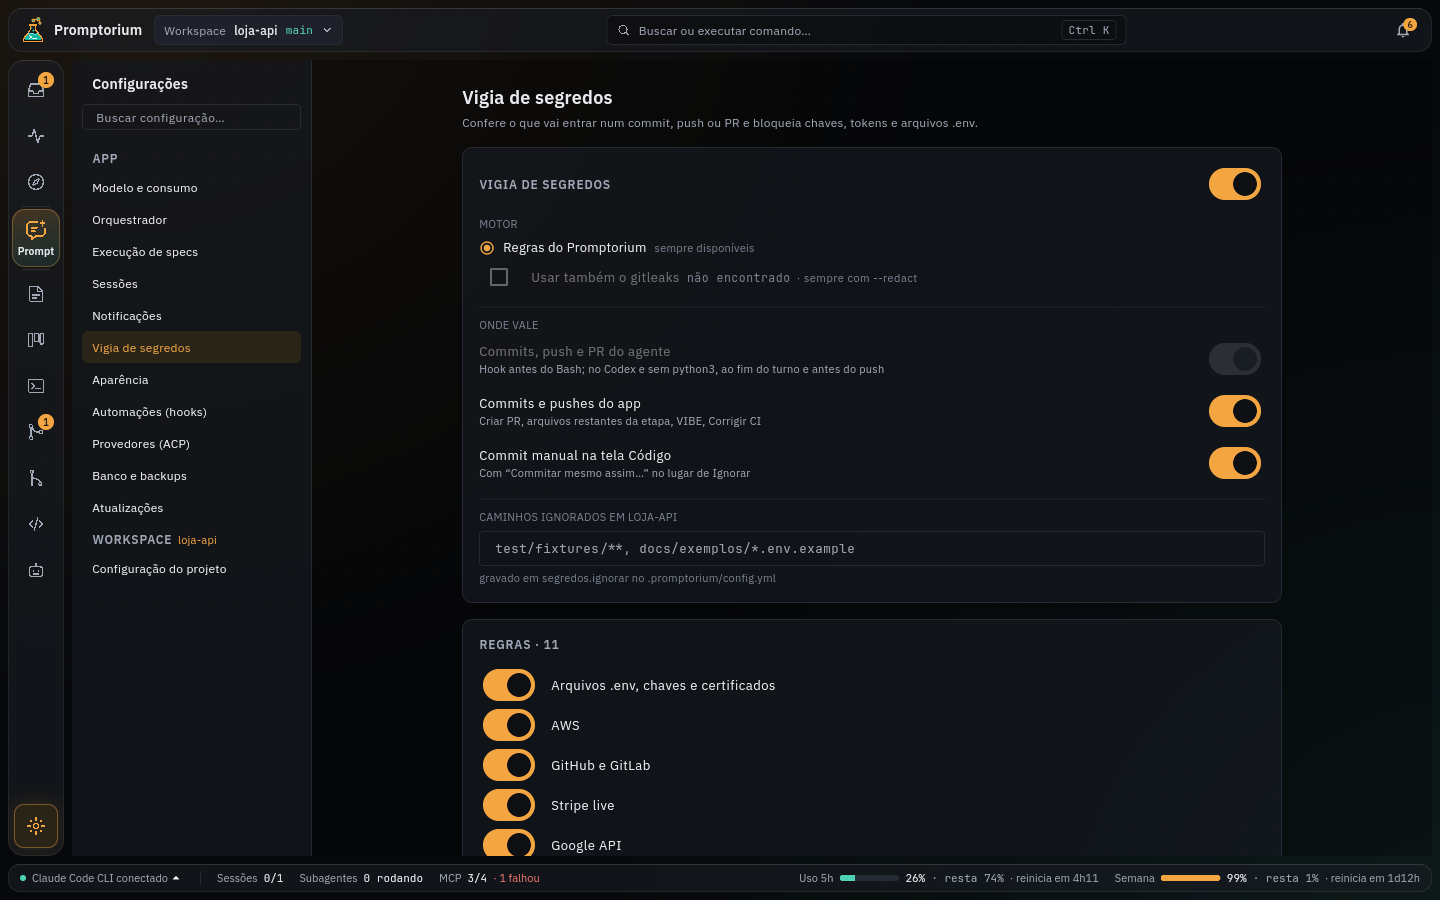 Promptorium
Workspace loja-api main
Buscar ou executar comando...
Ctrl K
6
1
Prompt
1
Configurações
Buscar configuração...
APP
Modelo e consumo
Orquestrador
Execução de specs
Sessões
Notificações
Vigia de segredos
Aparência
Automações (hooks)
Provedores (ACP)
Banco e backups
Atualizações
WORKSPACE loja-api
Configuração do projeto
Vigia de segredos
Confere o que vai entrar num commit, push ou PR e bloqueia chaves, tokens e arquivos .env.
VIGIA DE SEGREDOS
MOTOR
Regras do Promptorium sempre disponíveis
Usar também o gitleaks não encontrado · sempre com --redact
ONDE VALE
Commits, push e PR do agente
Hook antes do Bash; no Codex e sem python3, ao fim do turno e antes do push
Commits e pushes do app
Criar PR, arquivos restantes da etapa, VIBE, Corrigir CI
Commit manual na tela Código
Com “Commitar mesmo assim...” no lugar de Ignorar
CAMINHOS IGNORADOS EM LOJA-API
test/fixtures/**, docs/exemplos/*.env.example
gravado em segredos.ignorar no .promptorium/config.yml
REGRAS · 11
Arquivos .env, chaves e certificados
AWS
GitHub e GitLab
Stripe live
Google API
Claude Code CLI conectado
Sessões 0/1
Subagentes 0 rodando
MCP 3/4 · 1 falhou
Uso 5h 26% · resta 74% · reinicia em 4h11
Semana 99% · resta 1% · reinicia em 1d12h